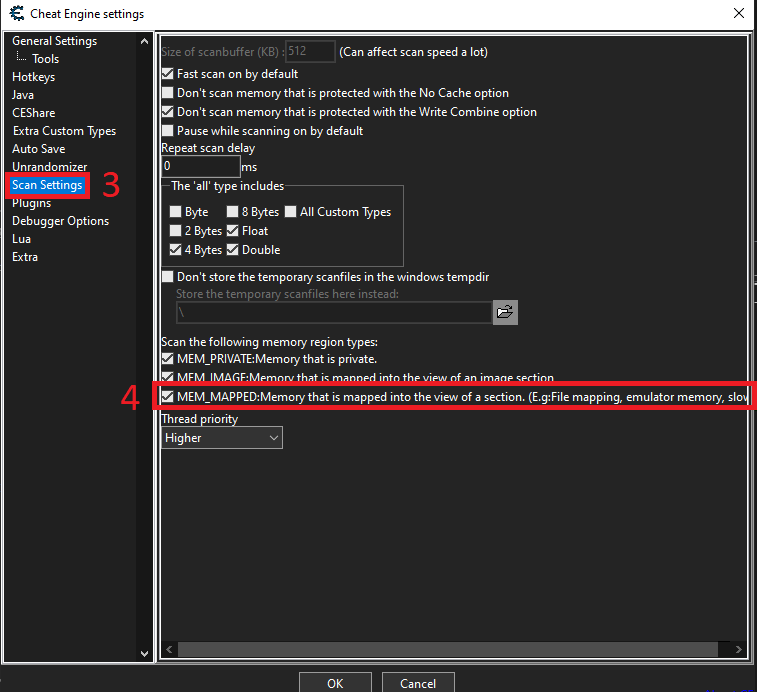 Cheat Engine settings
General Settings
Tools
Hotkeys
Java
CEShare
Extra Custom Types
Auto Save
Unrandomizer
Scan Settings
3
Plugins
Debugger Options
Lua
Extra
Size of scanbuffer (KB) : 512 (Can affect scan speed a lot)
Fast scan on by default
Don't scan memory that is protected with the No Cache option
Don't scan memory that is protected with the Write Combine option
Pause while scanning on by default
Repeat scan delay
0 ms
The 'all' type includes
Byte 8 Bytes All Custom Types
2 Bytes Float
4 Bytes Double
Don't store the temporary scanfiles in the windows tempdir
Store the temporary scanfiles here instead:
\
Scan the following memory region types:
MEM_PRIVATE:Memory that is private.
MEM_IMAGE:Memory that is mapped into the view of an image section
4 MEM_MAPPED:Memory that is mapped into the view of a section. (E.g:File mapping, emulator memory, slow
Thread priority
Higher
OK Cancel